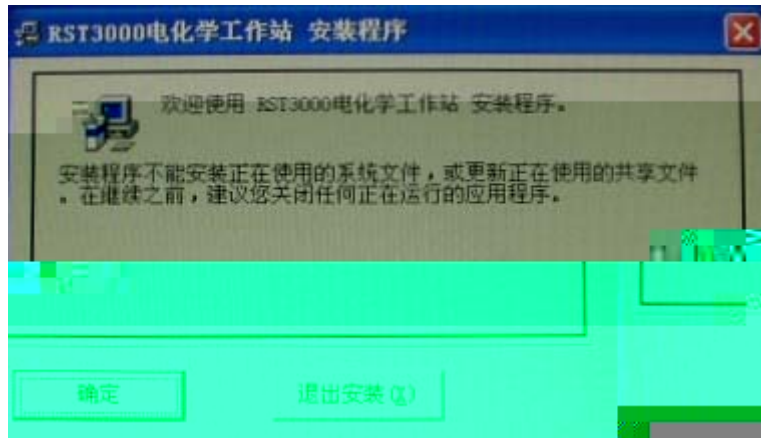 RST3000电化学工作站 安装程序
欢迎使用 RST3000电化学工作站 安装程序。
安装程序不能安装正在使用的系统文件,或更新正在使用的共享文件
。在继续之前,建议您关闭任何正在运行的应用程序。
确定
退出安装(X)